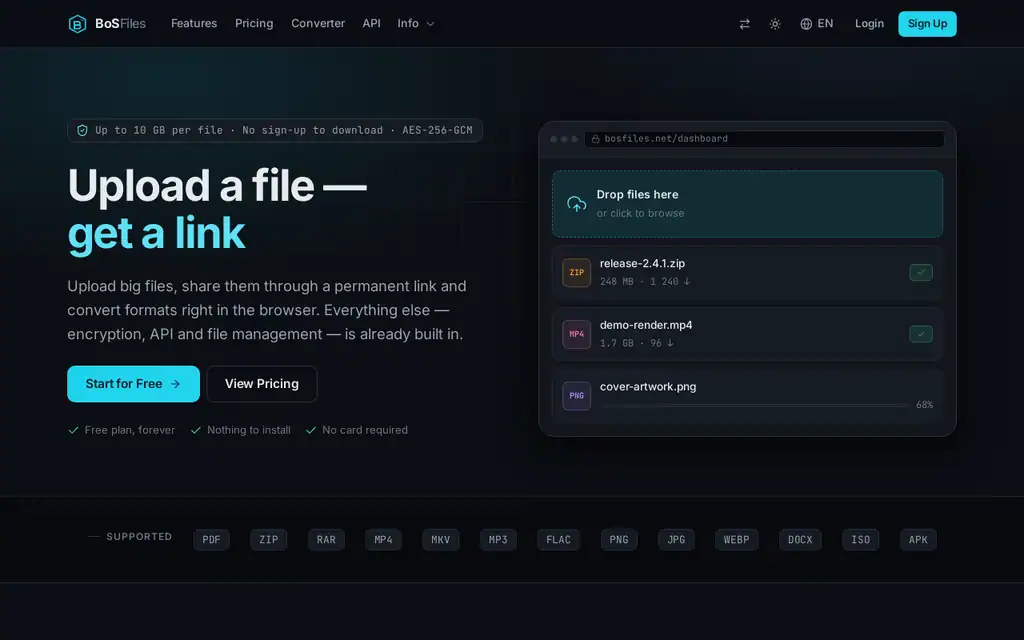 BoSFiles Features Pricing Converter API Info EN Login Sign Up
Up to 10 GB per file · No sign-up to download · AES-256-GCM
Upload a file —
get a link
Upload big files, share them through a permanent link and
convert formats right in the browser. Everything else —
encryption, API and file management — is already built in.
Start for Free →
View Pricing
Free plan, forever
Nothing to install
No card required
bosfiles.net/dashboard
Drop files here
or click to browse
ZIP
release-2.4.1.zip
248 MB · 1 240 ↓
MP4
demo-render.mp4
1.7 GB · 96 ↓
PNG
cover-artwork.png
68%
SUPPORTED PDF ZIP RAR MP4 MKV MP3 FLAC PNG JPG WEBP DOCX ISO APK